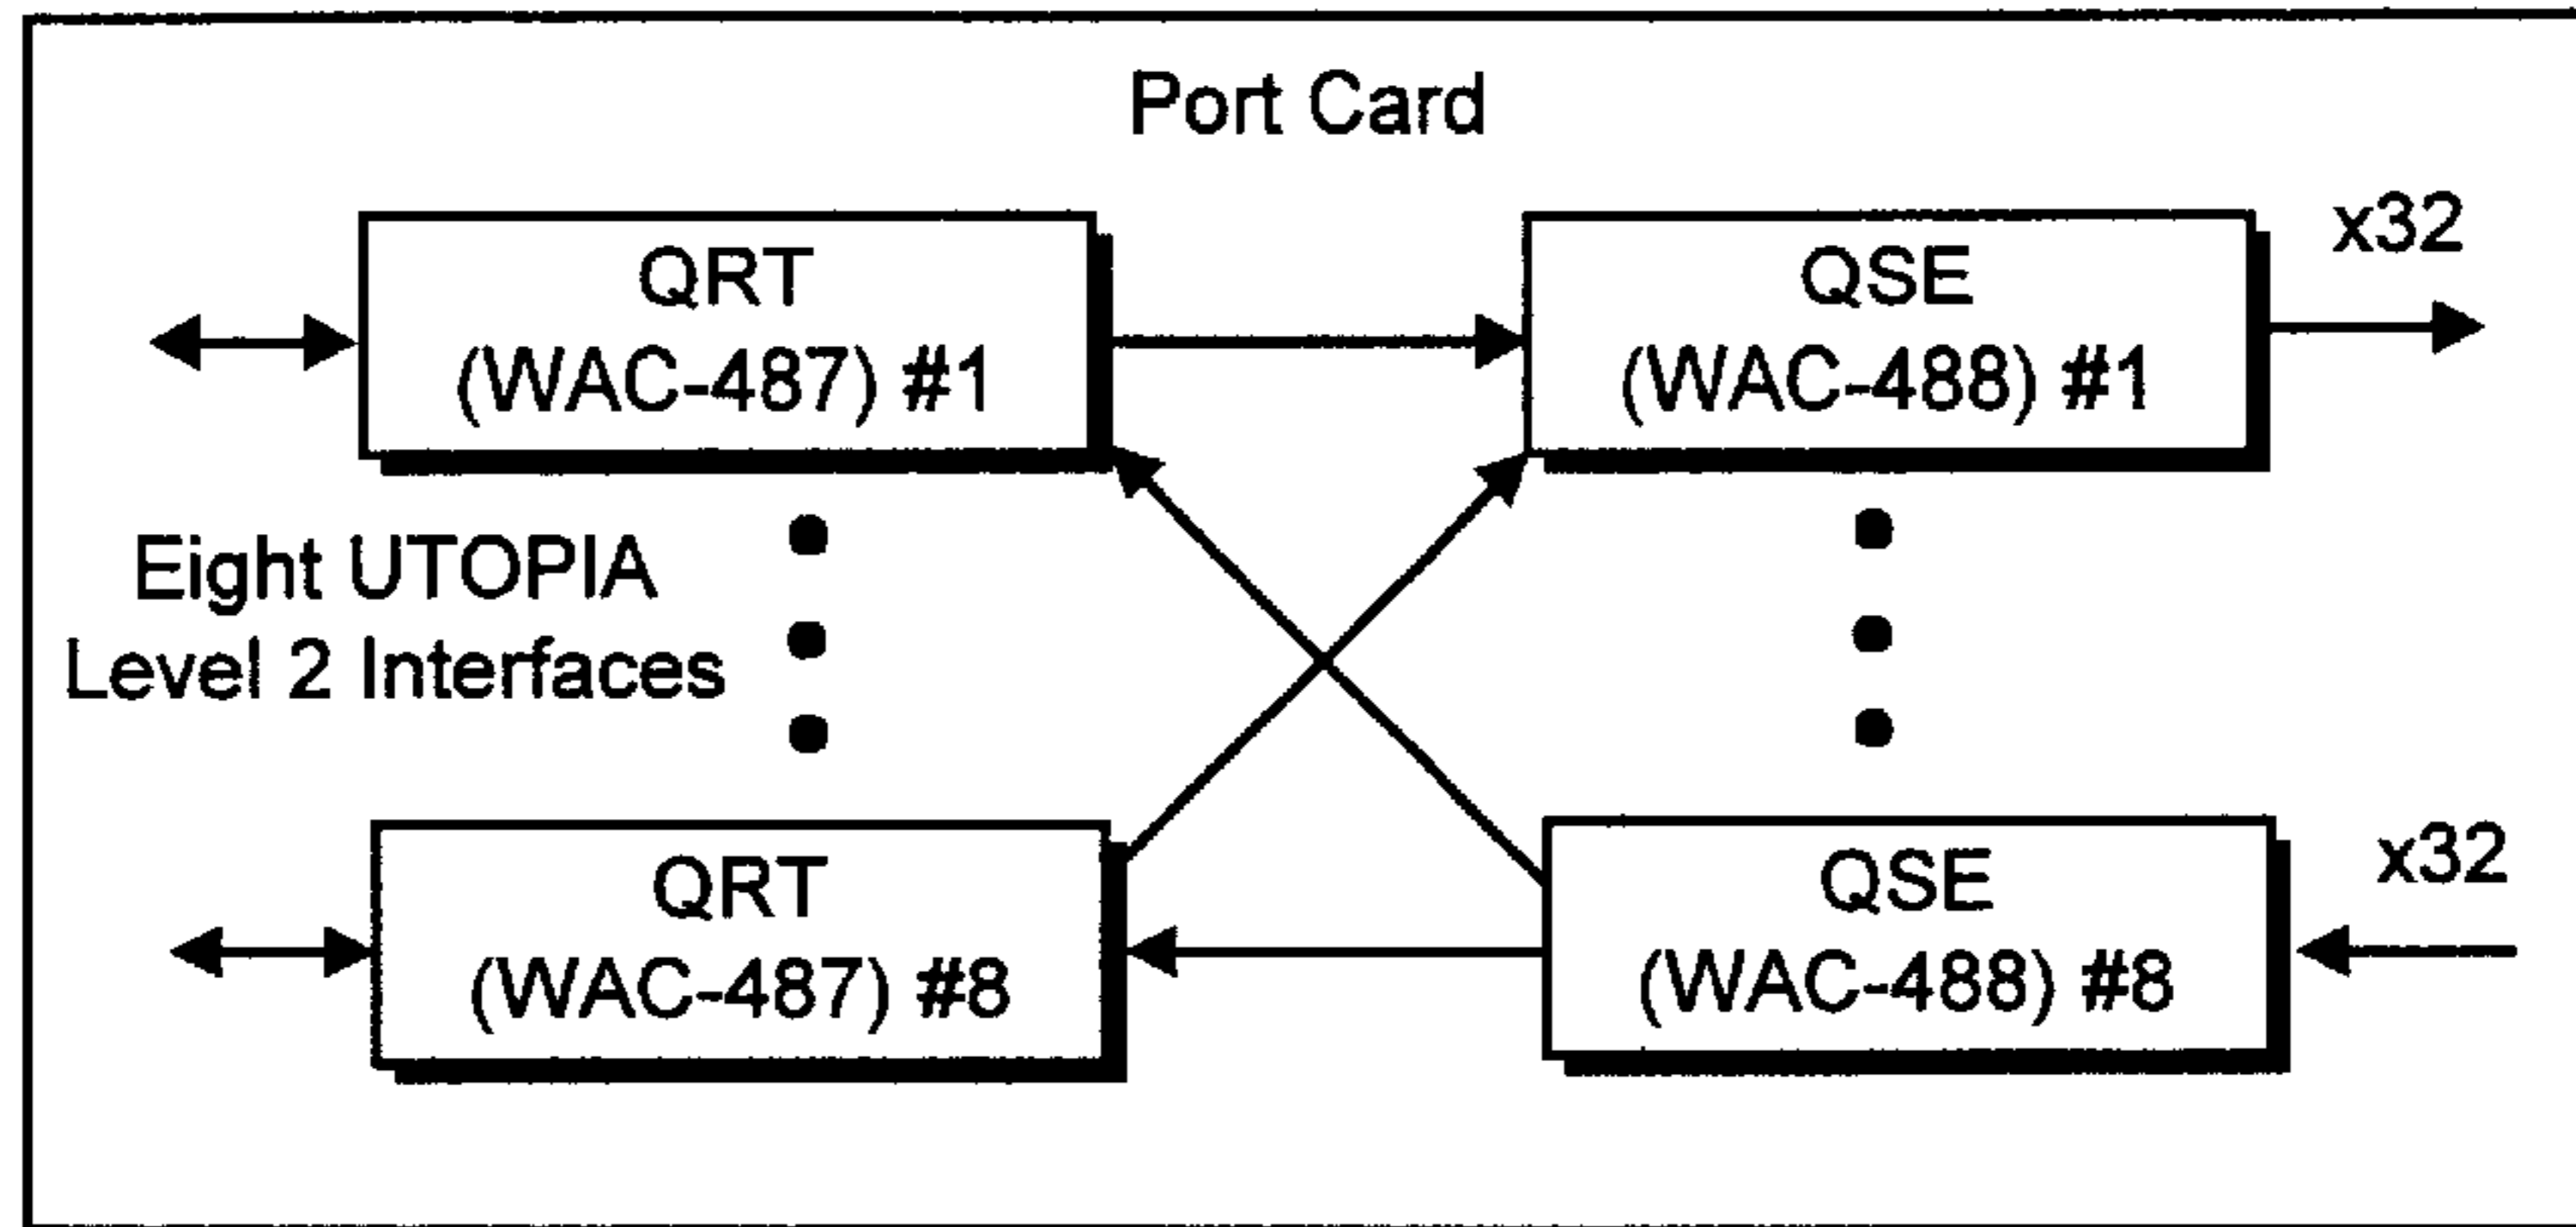 Port Card
QRT
(WAC-487) #1
QSE
(WAC-488) #1
x32
Eight UTOPIA
Level 2 Interfaces
QRT
(WAC-487) #8
QSE
(WAC-488) #8
x32